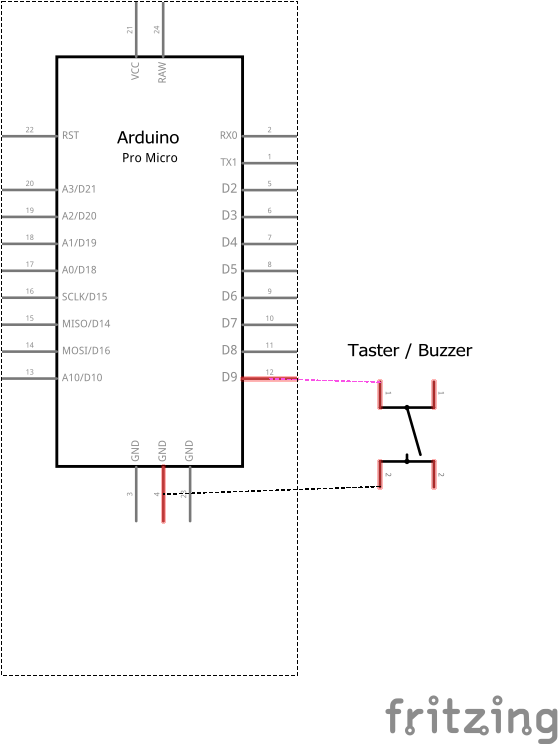 21
24
VCC
RAW
Arduino
Pro Micro
22 RST
RX0 2
TX1 1
20 A3/D21
D2 5
19 A2/D20
D3 6
18 A1/D19
D4 7
17 A0/D18
D5 8
16 SCLK/D15
D6 9
15 MISO/D14
D7 10
14 MOSI/D16
D8 11
13 A10/D10
D9 12
Taster / Buzzer
1
1
GND
GND
GND
2
2
3
4
fritzing